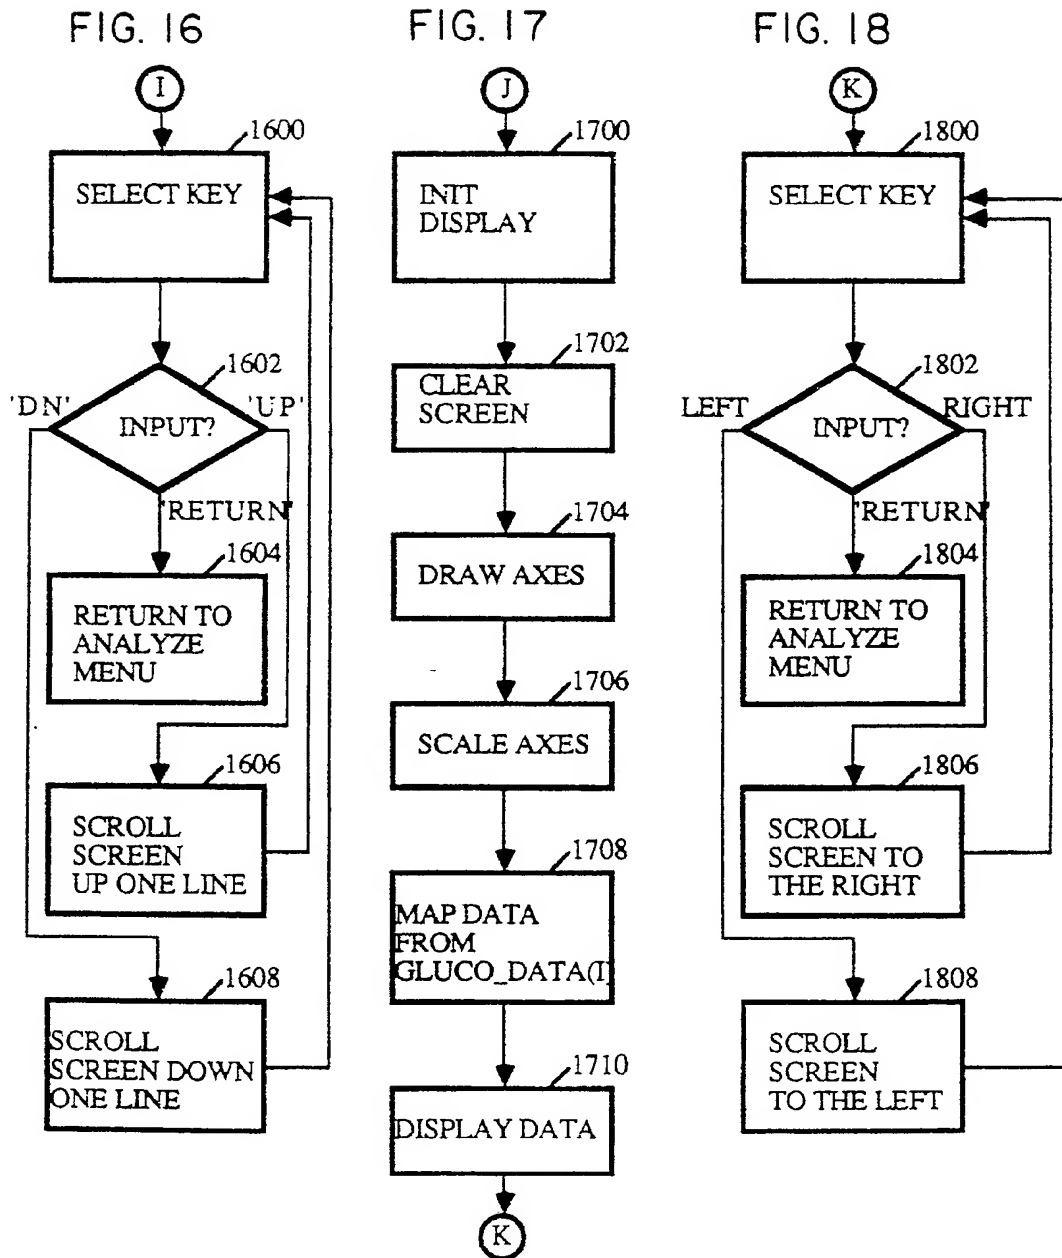 FIG. 16
I
1600
SELECT KEY
1602
'DN'
'UP'
INPUT?
'RETURN'
1604
RETURN TO
ANALYZE
MENU
1606
SCROLL
SCREEN
UP ONE LINE
1608
SCROLL
SCREEN DOWN
ONE LINE
FIG. 17
J
1700
INIT
DISPLAY
1702
CLEAR
SCREEN
1704
DRAW AXES
1706
SCALE AXES
1708
MAP DATA
FROM
GLUCO_DATA(I)
1710
DISPLAY DATA
K
FIG. 18
K
1800
SELECT KEY
1802
LEFT
RIGHT
INPUT?
'RETURN'
1804
RETURN TO
ANALYZE
MENU
1806
SCROLL
SCREEN TO
THE RIGHT
1808
SCROLL
SCREEN
TO THE LEFT